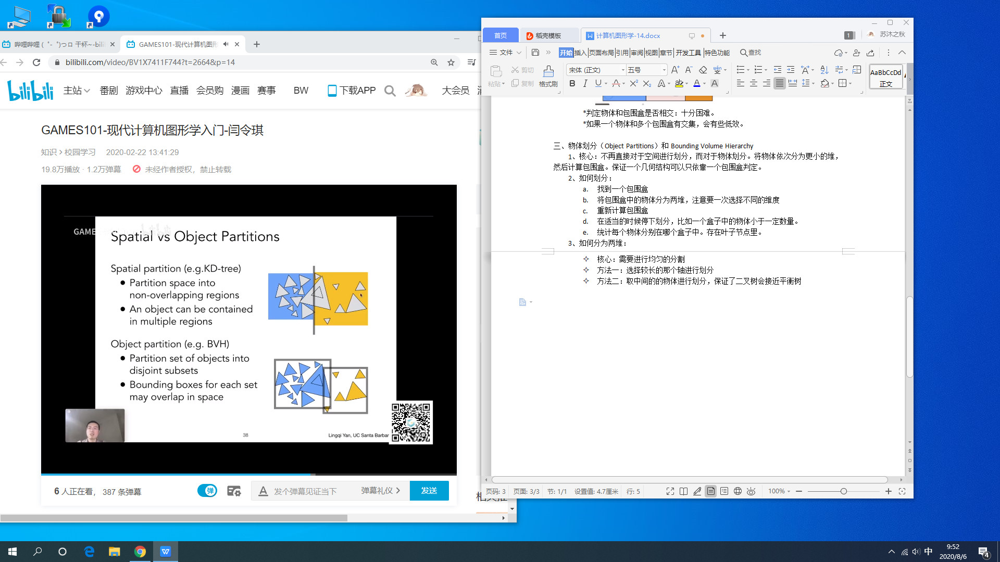 哔哩哔哩 (゜-゜)つロ 干杯~-bili
GAMES101-现代计算机图形
bilibili.com/video/BV1X7411F744?t=2664&p=14
bilibili
主站
番剧
游戏中心
直播
会员购
漫画
赛事
BW
下载APP
大会员
GAMES101-现代计算机图形学入门-闫令琪
知识 > 校园学习 2020-02-22 13:41:29
19.8万播放 · 1.2万弹幕 未经作者授权，禁止转载
GAME
Spatial vs Object Partitions
Spatial partition (e.g.KD-tree)
● Partition space into
non-overlapping regions
● An object can be contained
in multiple regions
Object partition (e.g. BVH)
● Partition set of objects into
disjoint subsets
● Bounding boxes for each set
may overlap in space
38
Lingqi Yan, UC Santa Barbar
6 人正在看， 387 条弹幕
弹
发个弹幕见证当下
弹幕礼仪 >
发送
首页
稻壳模板
计算机图形学-14.docx
1
苏沐之秋
文件
开始 插入 页面布局 引用 审阅 视图 章节 开发工具 特色功能 查找
粘贴
剪切
复制
格式刷
宋体 (正文)
五号
AaBbCcDd
正文
*判定物体和包围盒是否相交：十分困难。
*如果一个物体和多个包围盒有交集，会有些低效。
三、物体划分（Object Partitions）和 Bounding Volume Hierarchy
1、核心：不再直接对于空间进行划分，而对于物体划分。将物体依次分为更小的堆，
然后计算包围盒。保证一个几何结构可以只依靠一个包围盒判定。
2、如何划分：
a. 找到一个包围盒
b. 将包围盒中的物体分为两堆，注意要一次选择不同的维度
c. 重新计算包围盒
d. 在适当的时候停下划分，比如一个盒子中的物体小于一定数量。
e. 统计每个物体分别在哪个盒子中。存在叶子节点里。
3、如何分为两堆：
✧ 核心：需要进行均匀的分割
✧ 方法一：选择较长的那个轴进行划分
✧ 方法二：取中间的的物体进行划分，保证了二叉树会接近平衡树
页码: 3 页面: 3/3 节: 1/1 设置值: 4.7厘米 行: 5
100%
中
9:52
2020/8/6
4